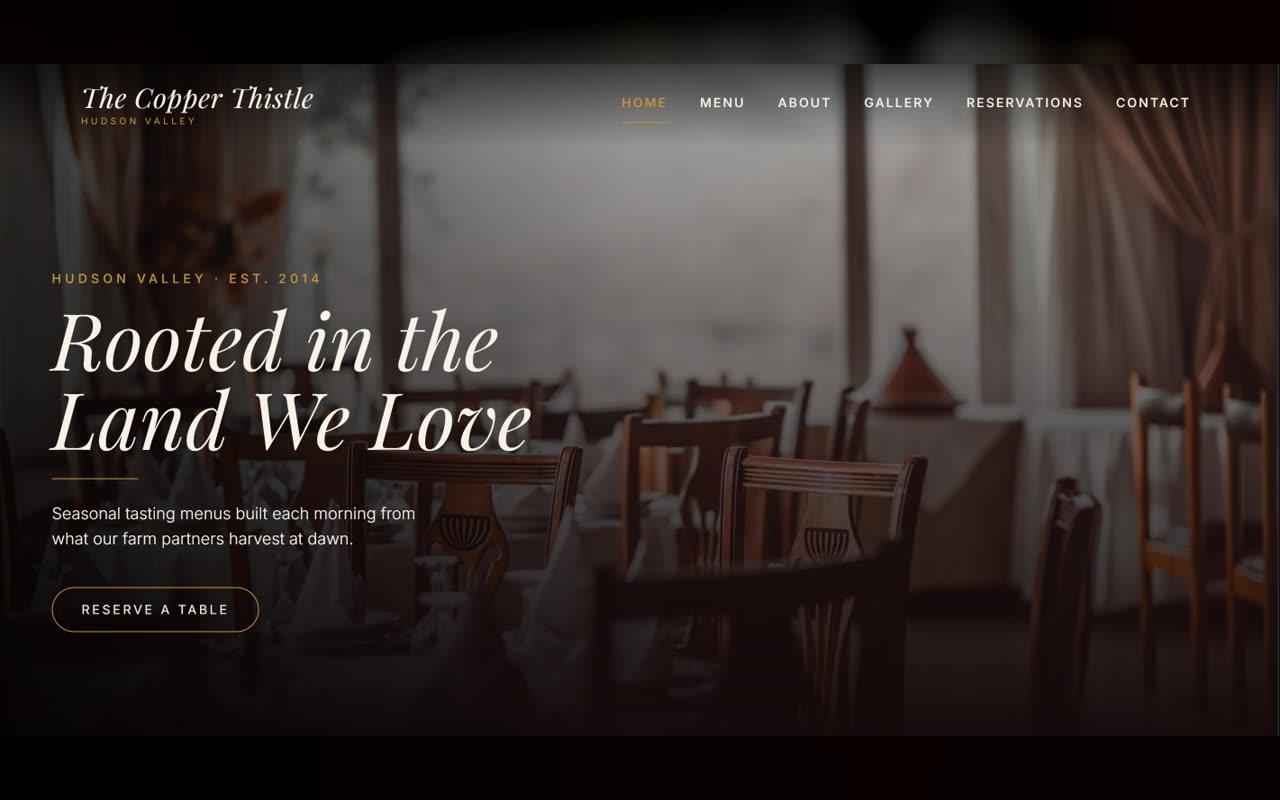 The Copper Thistle
HUDSON VALLEY
HOME MENU ABOUT GALLERY RESERVATIONS CONTACT
HUDSON VALLEY · EST. 2014
Rooted in the
Land We Love
Seasonal tasting menus built each morning from
what our farm partners harvest at dawn.
RESERVE A TABLE